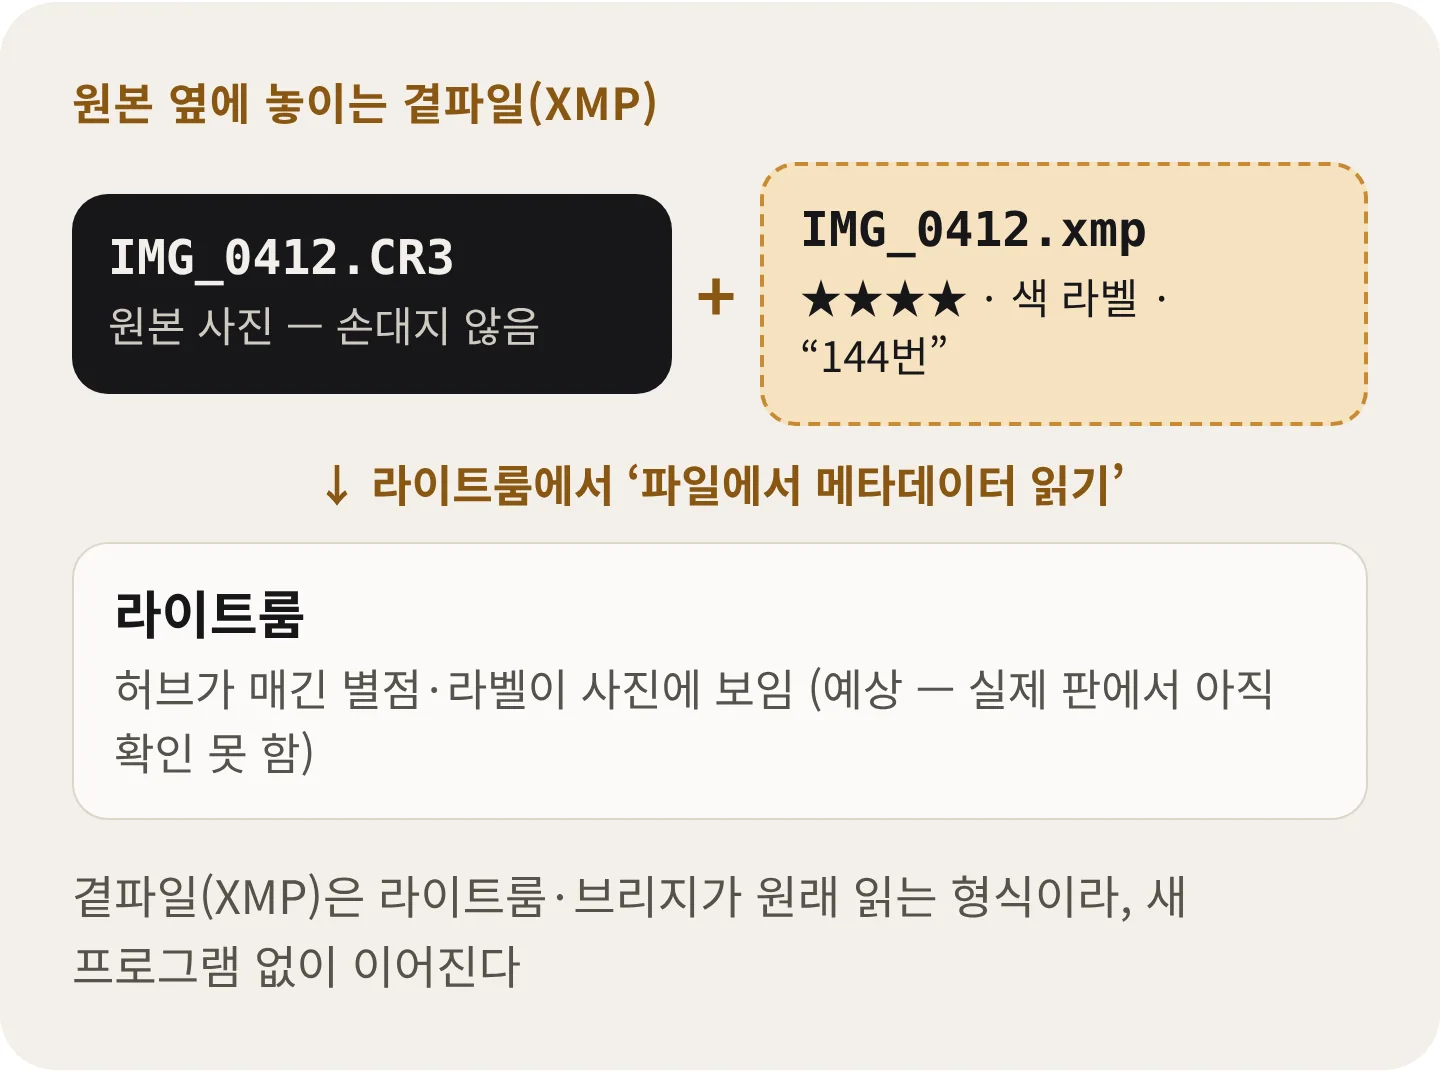 원본 옆에 놓이는 곁파일(XMP)
IMG_0412.CR3
원본 사진 — 손대지 않음
+
IMG_0412.xmp
★★★★ · 색 라벨 ·
“144번”
↓ 라이트룸에서 ‘파일에서 메타데이터 읽기’
라이트룸
허브가 매긴 별점·라벨이 사진에 보임 (예상 — 실제 판에서 아직
확인 못 함)
곁파일(XMP)은 라이트룸·브리지가 원래 읽는 형식이라, 새
프로그램 없이 이어진다